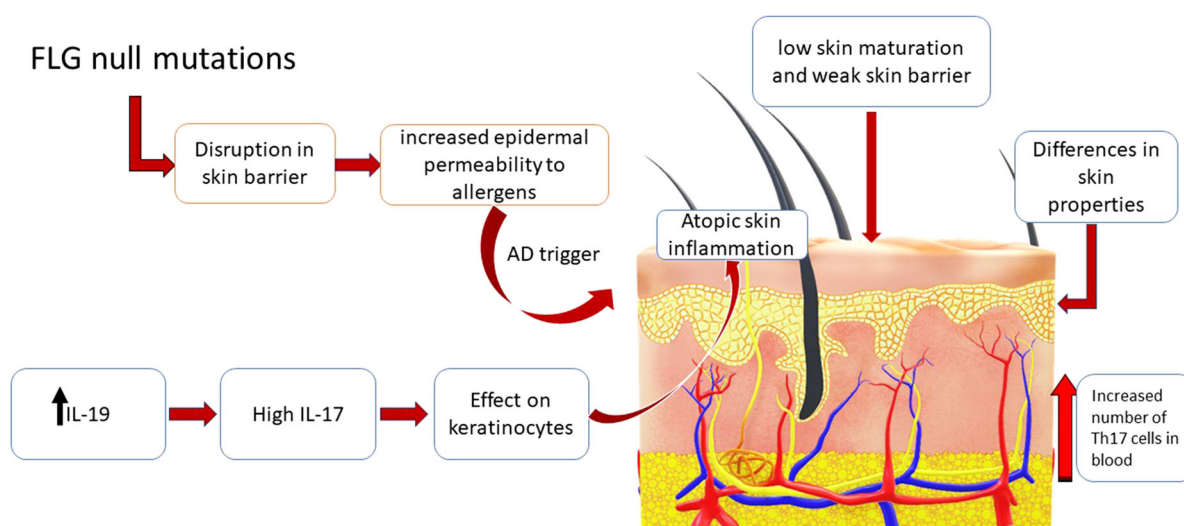 FLG null mutations
Disruption in
skin barrier
increased epidermal
permeability to
allergens
AD trigger
low skin maturation
and weak skin barrier
Differences in
skin
properties
Atopic skin
inflammation
IL-19
High IL-17
Effect on
keratinocytes
Increased
number of
Th17 cells in
blood